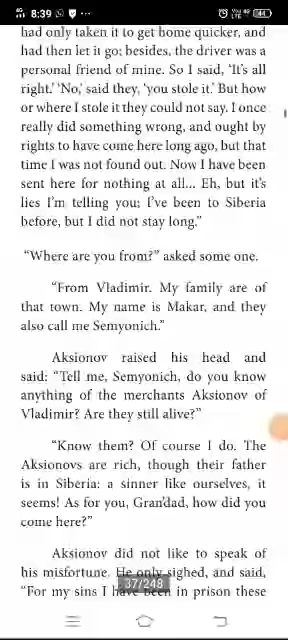 8:39
had only taken it to get home quicker, and
had then let it go; besides, the driver was a
personal friend of mine. So I said, ‘It’s all
right.’ ‘No,’ said they, ‘you stole it.’ But how
or where I stole it they could not say. I once
really did something wrong, and ought by
rights to have come here long ago, but that
time I was not found out. Now I have been
sent here for nothing at all... Eh, but it’s
lies I’m telling you; I’ve been to Siberia
before, but I did not stay long.”
“Where are you from?” asked some one.
“From Vladimir. My family are of
that town. My name is Makar, and they
also call me Semyonich.”
Aksionov raised his head and
said: “Tell me, Semyonich, do you know
anything of the merchants Aksionov of
Vladimir? Are they still alive?”
“Know them? Of course I do. The
Aksionovs are rich, though their father
is in Siberia: a sinner like ourselves, it
seems! As for you, Gran’dad, how did you
come here?”
Aksionov did not like to speak of
his misfortune. He only sighed, and said,
“For my sins I have been in prison these
37/248